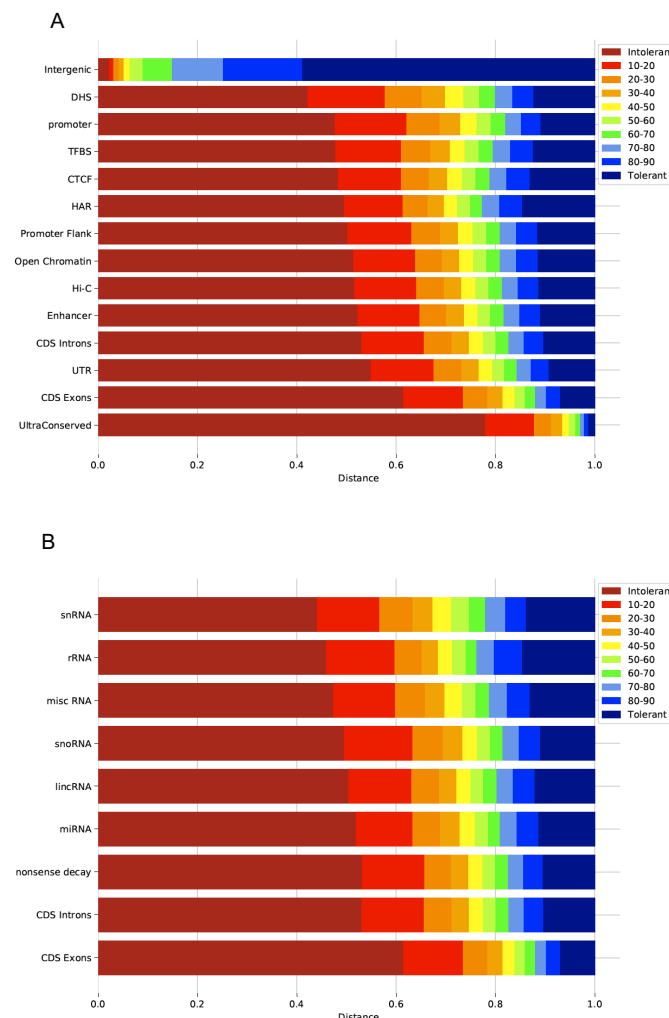 A
Intergenic
DHS
promoter
TFBS
CTCF
HAR
Promoter Flank
Open Chromatin
Hi-C
Enhancer
CDS Introns
UTR
CDS Exons
UltraConserved
0.0 0.2 0.4 0.6 0.8 1.0
Distance
Intolerant
10-20
20-30
30-40
40-50
50-60
60-70
70-80
80-90
Tolerant
B
snRNA
rRNA
misc RNA
snoRNA
lincRNA
miRNA
nonsense decay
CDS Introns
CDS Exons
0.0 0.2 0.4 0.6 0.8 1.0
Distance
Intolerant
10-20
20-30
30-40
40-50
50-60
60-70
70-80
80-90
Tolerant